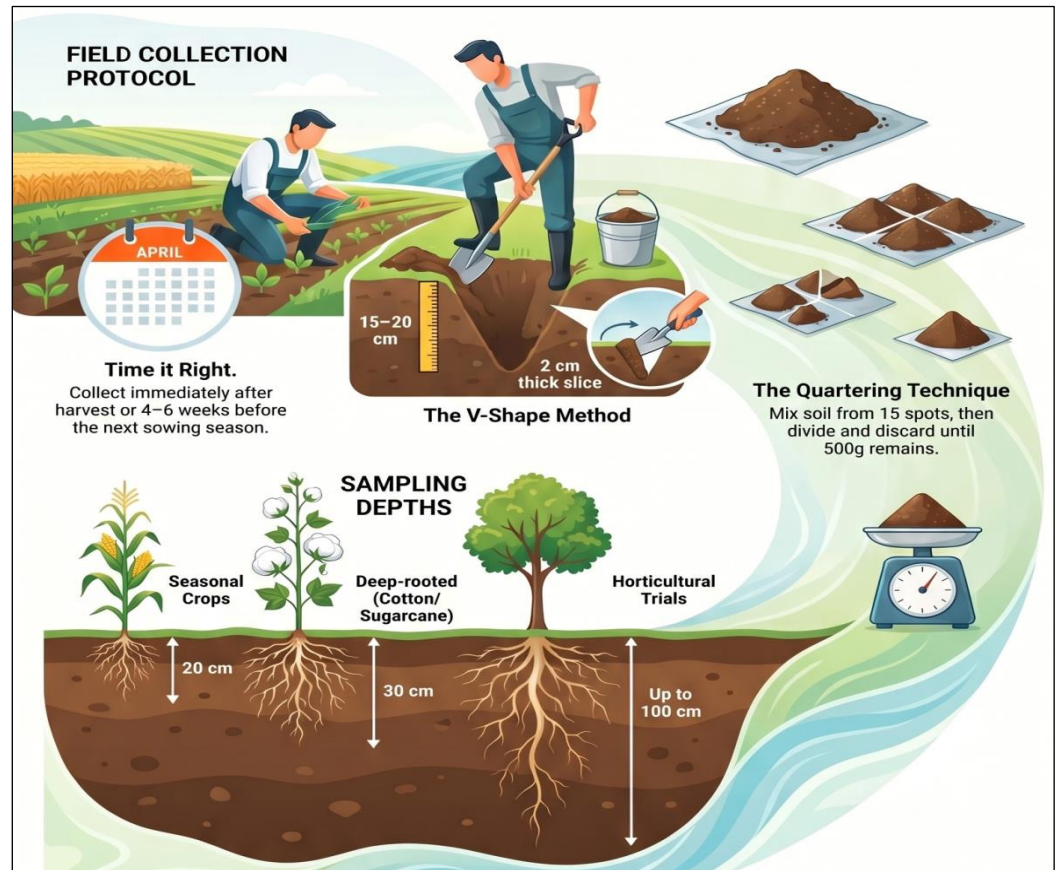 FIELD COLLECTION
PROTOCOL
APRIL
Time it Right.
Collect immediately after
harvest or 4–6 weeks before
the next sowing season.
15–20
cm
2 cm
thick slice
The V-Shape Method
The Quartering Technique
Mix soil from 15 spots, then
divide and discard until
500g remains.
SAMPLING
DEPTHS
Seasonal
Crops
20 cm
Deep-rooted
(Cotton/
Sugarcane)
30 cm
Horticultural
Trials
Up to
100 cm